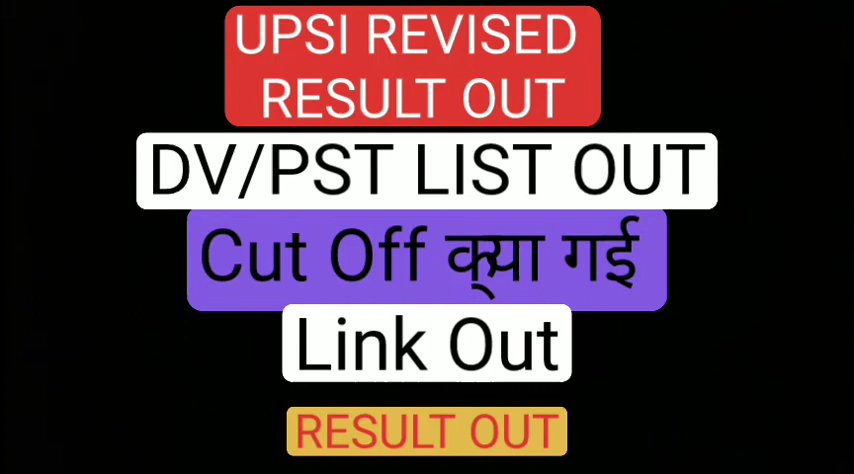 UPSI REVISED
RESULT OUT
DV/PST LIST OUT
Cut Off क्या गई
Link Out
RESULT OUT